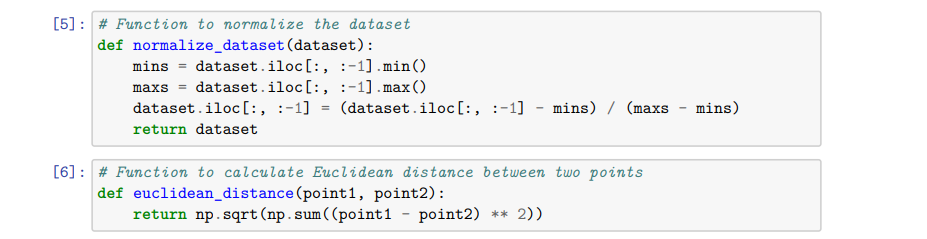 [5]: # Function to normalize the dataset
def normalize_dataset(dataset):
    mins = dataset.iloc[:, :-1].min()
    maxs = dataset.iloc[:, :-1].max()
    dataset.iloc[:, :-1] = (dataset.iloc[:, :-1] - mins) / (maxs - mins)
    return dataset
[6]: # Function to calculate Euclidean distance between two points
def euclidean_distance(point1, point2):
    return np.sqrt(np.sum((point1 - point2) ** 2))